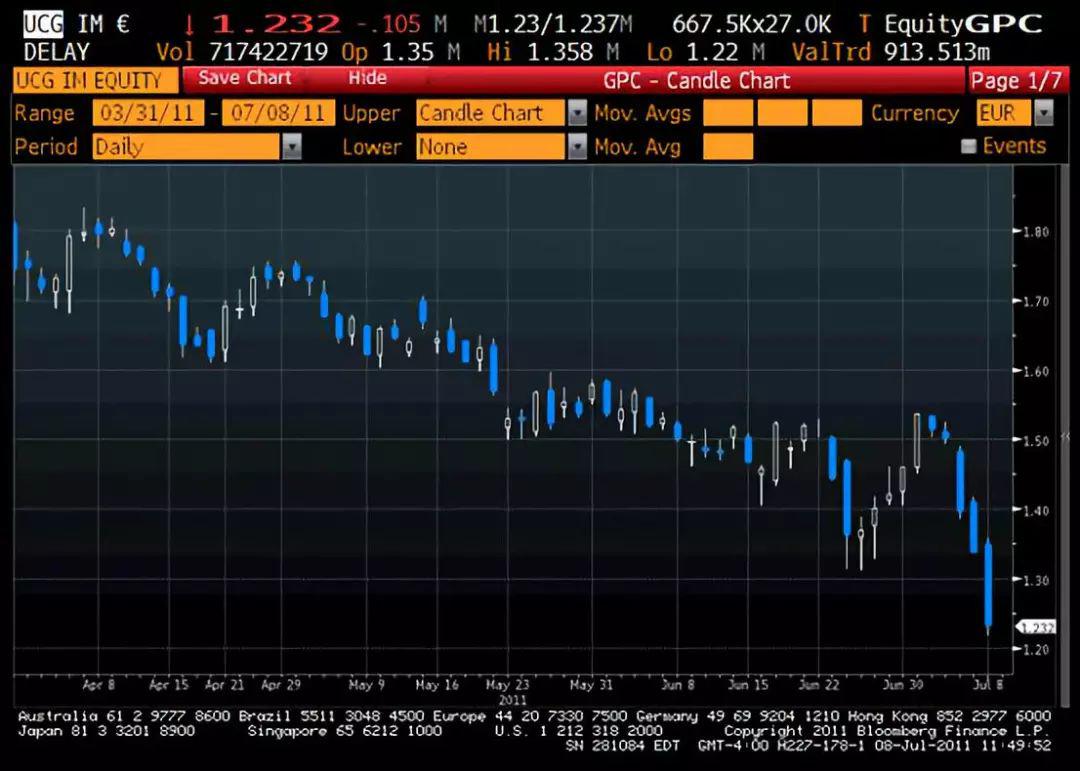 UCG IM € ↓ 1.232 -.105 M M1.23/1.237M 667.5Kx27.0K T EquityGPC
DELAY Vol 717422719 Op 1.35 M Hi 1.358 M Lo 1.22 M ValTrd 913.513m
UCG IM EQUITY Save Chart Hide GPC - Candle Chart Page 1/7
Range 03/31/11 - 07/08/11 Upper Candle Chart Mov. Avgs Currency EUR
Period Daily Lower None Mov. Avg Events
1.80
1.70
1.60
1.50
1.40
1.30
1.232
1.20
Apr 8 Apr 15 Apr 21 Apr 29 May 9 May 16 May 23 May 31 Jun 8 Jun 15 Jun 22 Jun 30 Jul 8
2011
Australia 61 2 9777 8600 Brazil 5511 3048 4500 Europe 44 20 7330 7500 Germany 49 69 9204 1210 Hong Kong 852 2977 6000
Japan 81 3 3201 8900 Singapore 65 6212 1000 U.S. 1 212 318 2000 Copyright 2011 Bloomberg Finance L.P.
SN 281084 EDT GMT-4:00 H227-178-1 08-Jul-2011 11:49:52